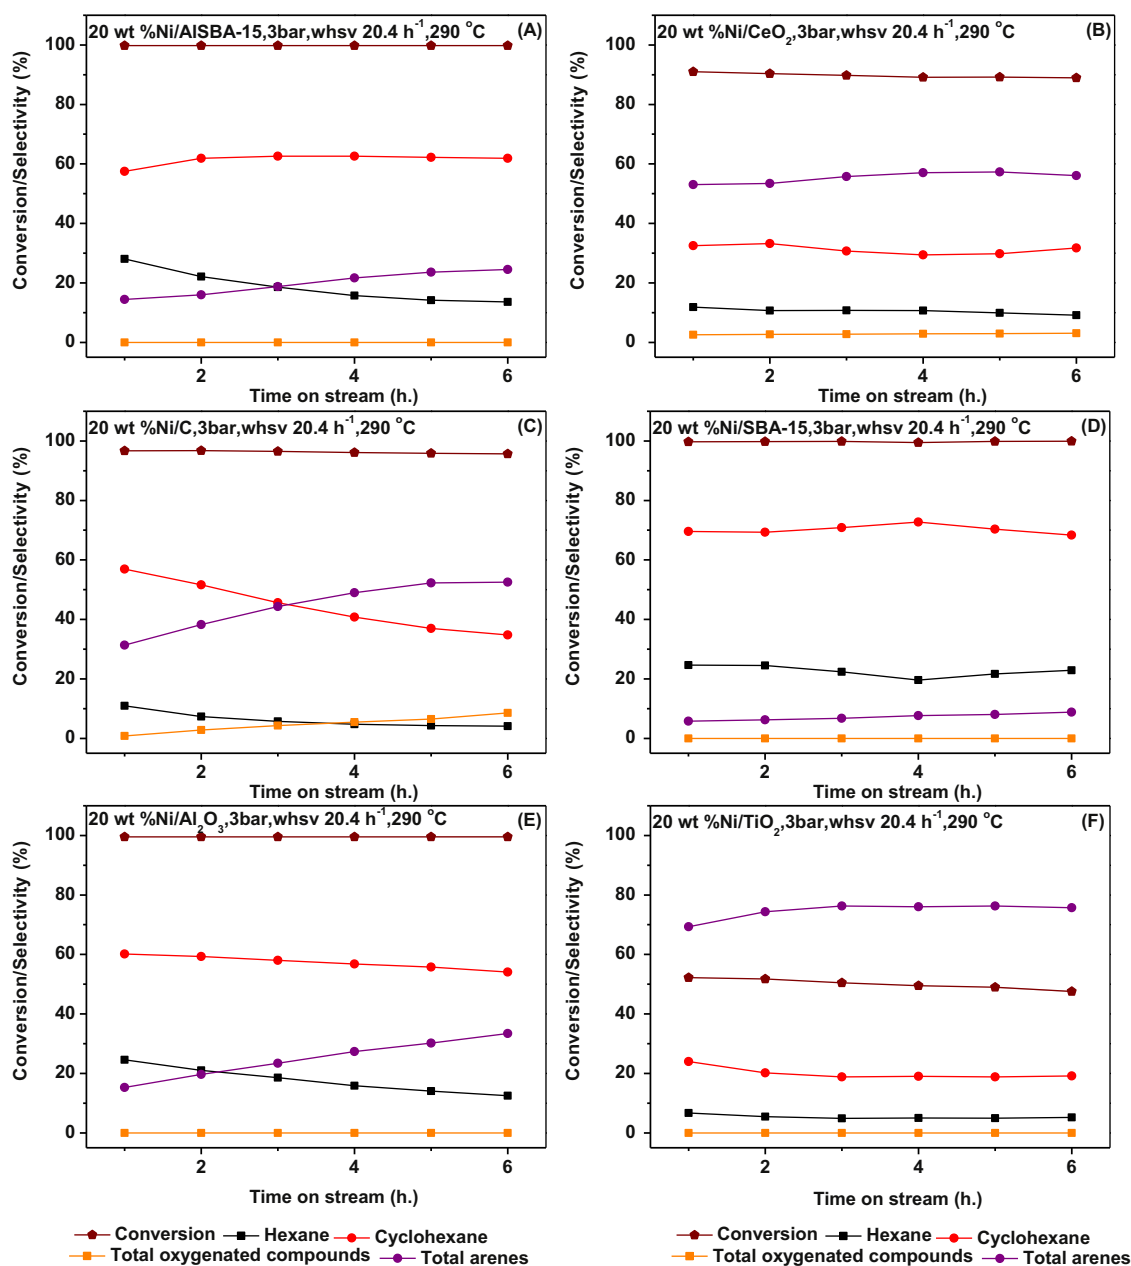 20 wt %Ni/AlSBA-15,3bar,whsv 20.4 h⁻¹,290 °C (A)
Conversion/Selectivity (%)
100
80
60
40
20
0
2 4 6
Time on stream (h.)
20 wt %Ni/CeO₂,3bar,whsv 20.4 h⁻¹,290 °C (B)
Conversion/Selectivity (%)
100
80
60
40
20
0
2 4 6
Time on stream (h.)
20 wt %Ni/C,3bar,whsv 20.4 h⁻¹,290 °C (C)
Conversion/Selectivity (%)
100
80
60
40
20
0
2 4 6
Time on stream (h.)
20 wt %Ni/SBA-15,3bar,whsv 20.4 h⁻¹,290 °C (D)
Conversion/Selectivity (%)
100
80
60
40
20
0
2 4 6
Time on stream (h.)
20 wt %Ni/Al₂O₃,3bar,whsv 20.4 h⁻¹,290 °C (E)
Conversion/Selectivity (%)
100
80
60
40
20
0
2 4 6
Time on stream (h.)
20 wt %Ni/TiO₂,3bar,whsv 20.4 h⁻¹,290 °C (F)
Conversion/Selectivity (%)
100
80
60
40
20
0
2 4 6
Time on stream (h.)
Conversion Hexane Cyclohexane
Total oxygenated compounds Total arenes